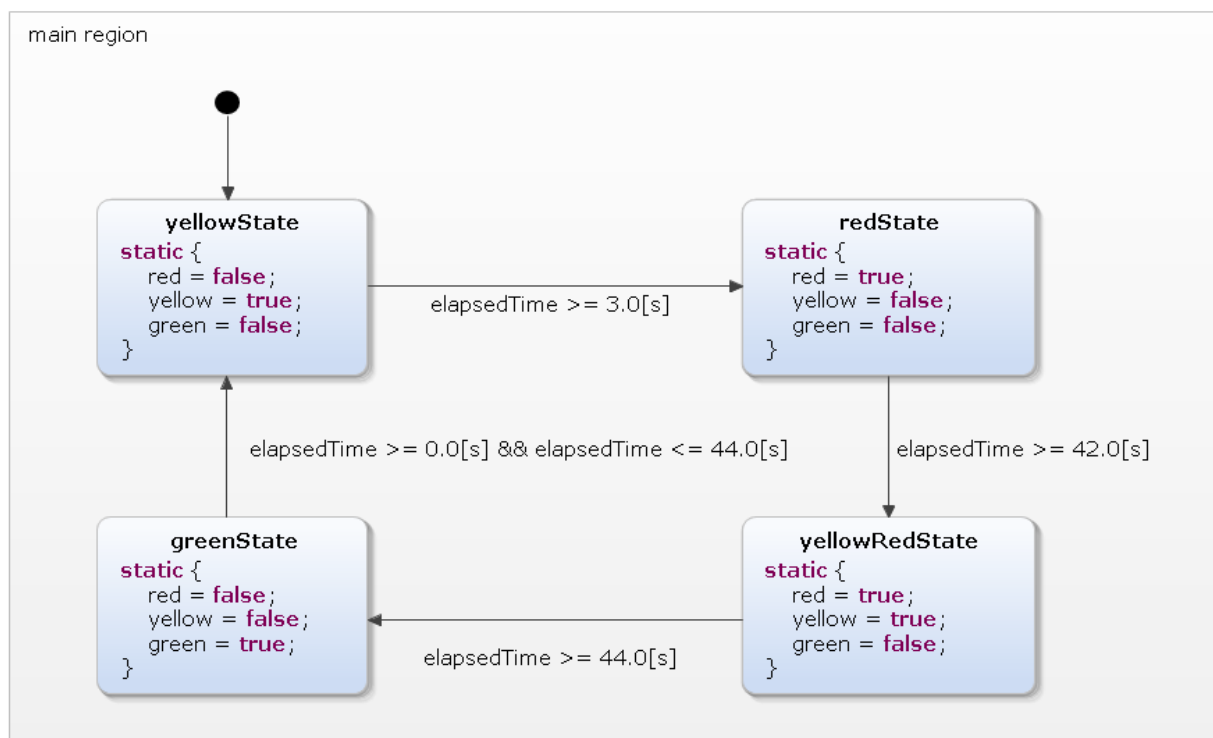 main region
yellowState
static {
red = false;
yellow = true;
green = false;
}
elapsedTime >= 3.0[s]
redState
static {
red = true;
yellow = false;
green = false;
}
elapsedTime >= 0.0[s] && elapsedTime <= 44.0[s]
elapsedTime >= 42.0[s]
greenState
static {
red = false;
yellow = false;
green = true;
}
elapsedTime >= 44.0[s]
yellowRedState
static {
red = true;
yellow = true;
green = false;
}